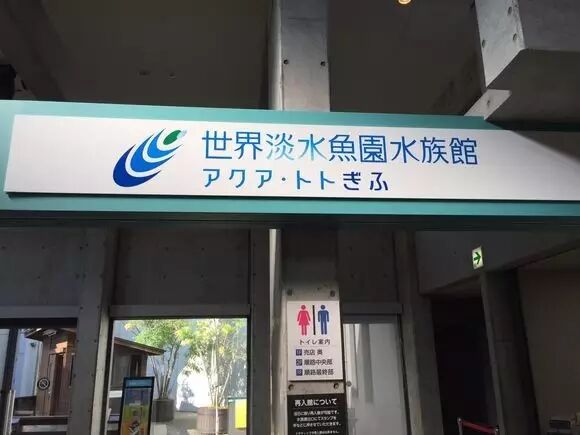 世界淡水魚園水族館
アクア・トトぎふ
トイレ案内
1F 売店 奥
2F 順路中央部
順路最終部
再入館について